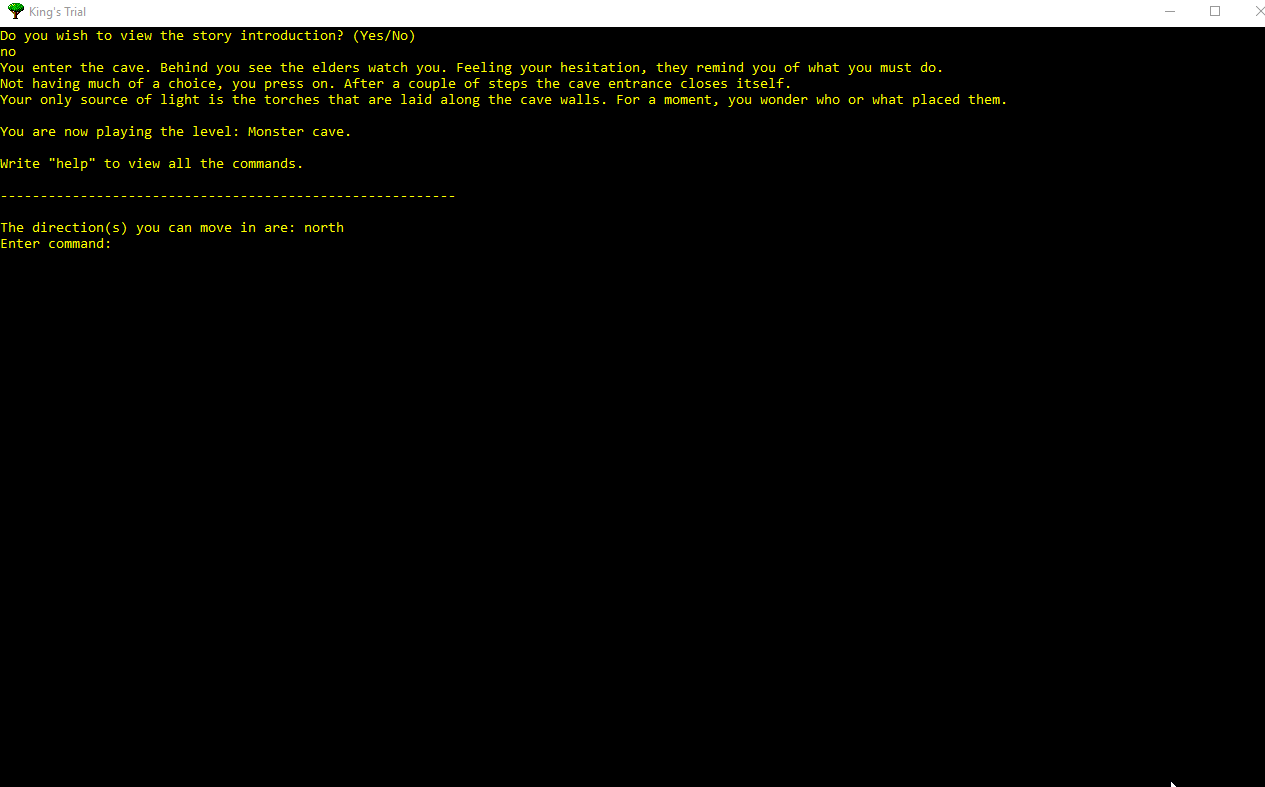 King's Trial
Do you wish to view the story introduction? (Yes/No)
no
You enter the cave. Behind you see the elders watch you. Feeling your hesitation, they remind you of what you must do.
Not having much of a choice, you press on. After a couple of steps the cave entrance closes itself.
Your only source of light is the torches that are laid along the cave walls. For a moment, you wonder who or what placed them.
You are now playing the level: Monster cave.
Write "help" to view all the commands.
---------------------------------------------------------
The direction(s) you can move in are: north
Enter command: